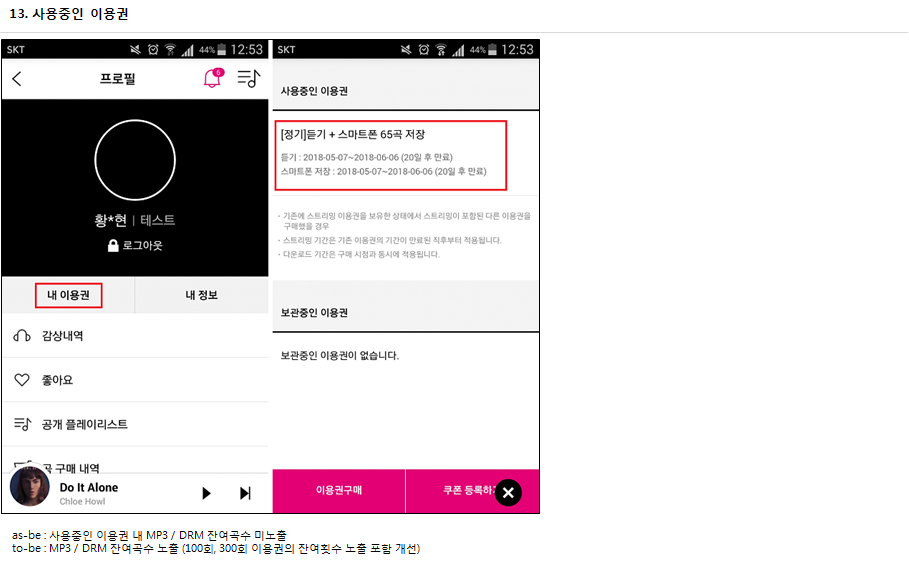 13. 사용중인 이용권
SKT 44% 12:53
프로필
6
황*현 | 테스트
로그아웃
내 이용권
내 정보
감상내역
좋아요
공개 플레이리스트
곡 구매 내역
Do It Alone
Chloe Howl
SKT 44% 12:53
사용중인 이용권
[정기]듣기 + 스마트폰 65곡 저장
듣기 : 2018-05-07~2018-06-06 (20일 후 만료)
스마트폰 저장 : 2018-05-07~2018-06-06 (20일 후 만료)
· 기존에 스트리밍 이용권을 보유한 상태에서 스트리밍이 포함된 다른 이용권을
구매했을 경우
· 스트리밍 기간은 기존 이용권의 기간이 만료된 직후부터 적용됩니다.
· 다운로드 기간은 구매 시점과 동시에 적용됩니다.
보관중인 이용권
보관중인 이용권이 없습니다.
이용권구매
쿠폰 등록하
as-be : 사용중인 이용권 내 MP3 / DRM 잔여곡수 미노출
to-be : MP3 / DRM 잔여곡수 노출 (100회, 300회 이용권의 잔여횟수 노출 포함 개선)